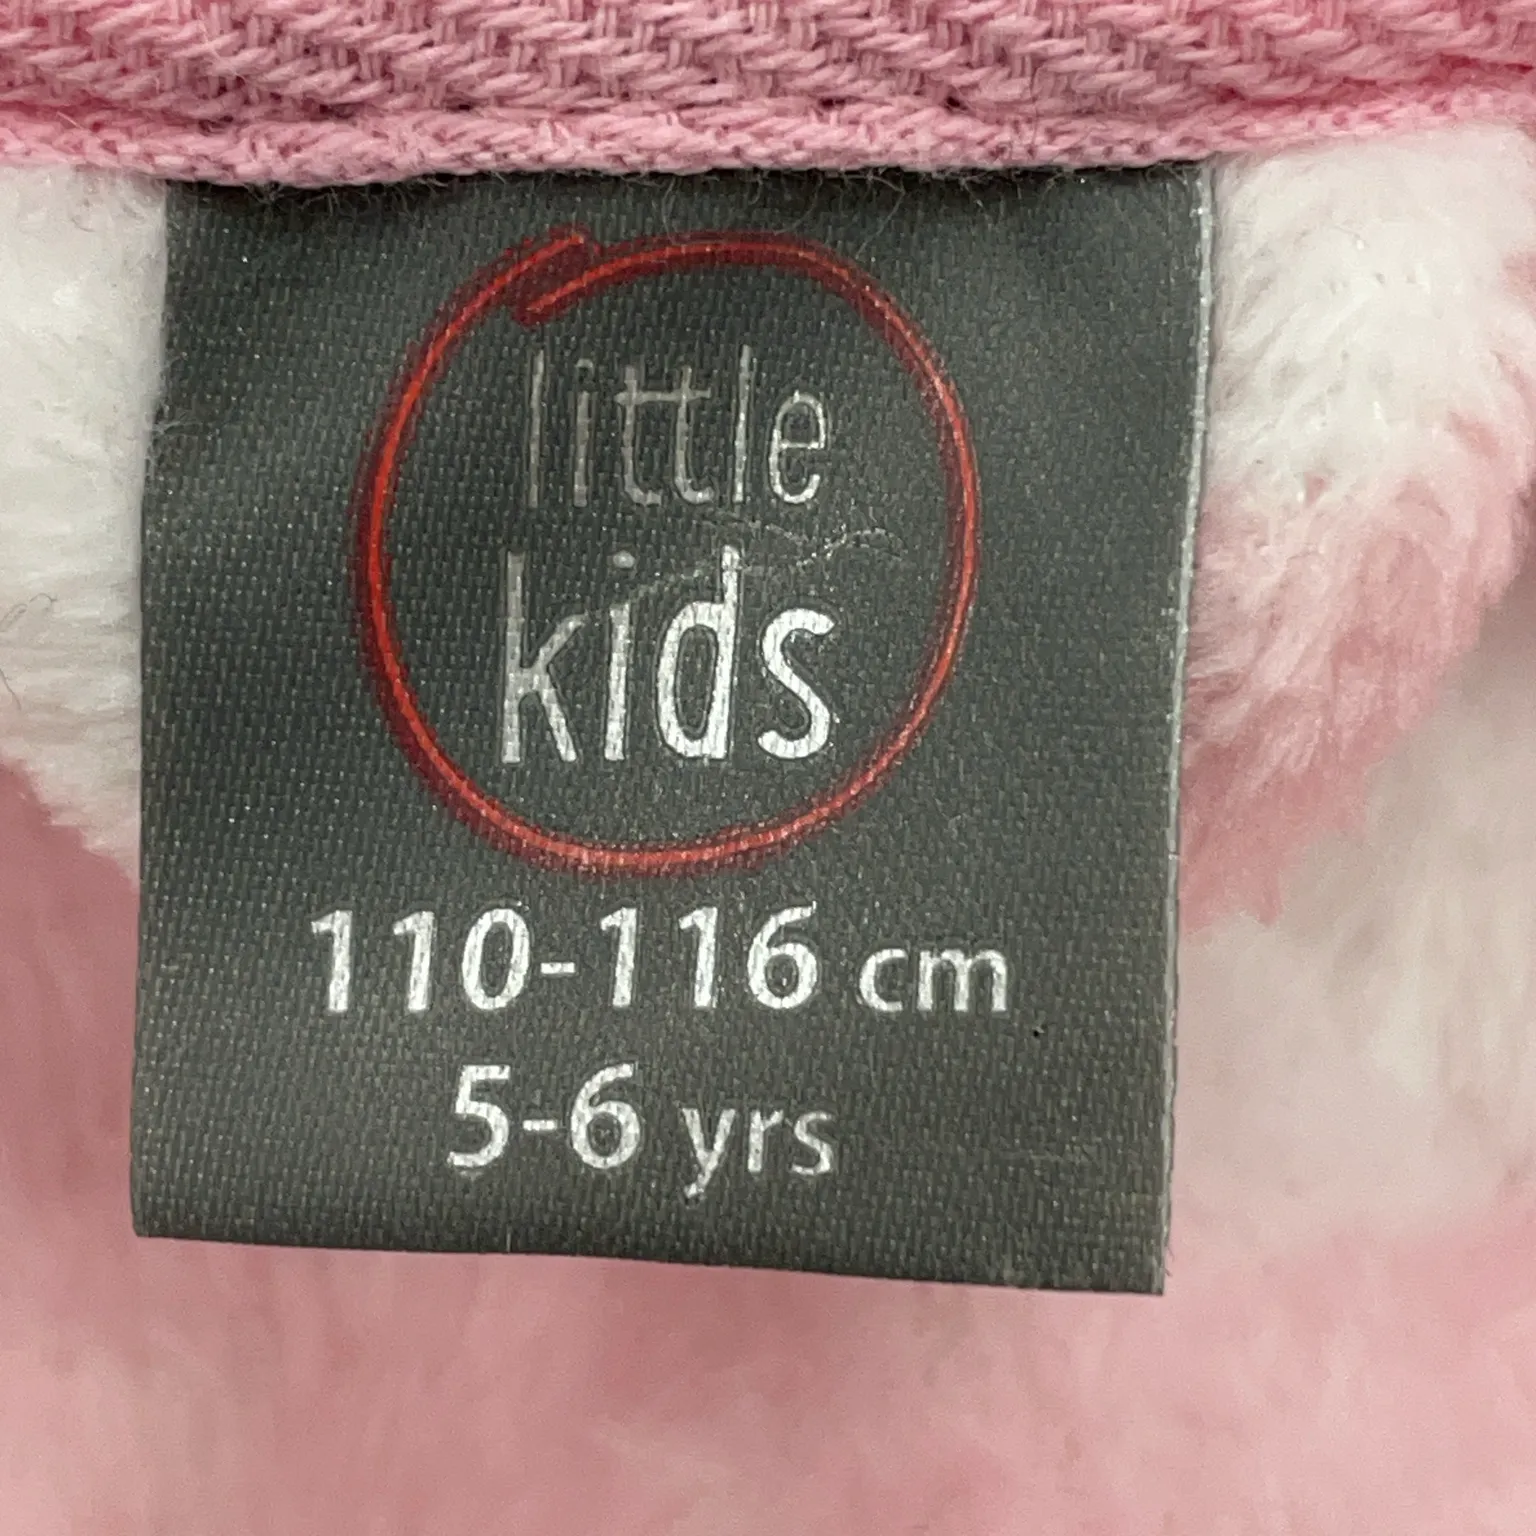 little
kids
110-116 cm
5-6 yrs